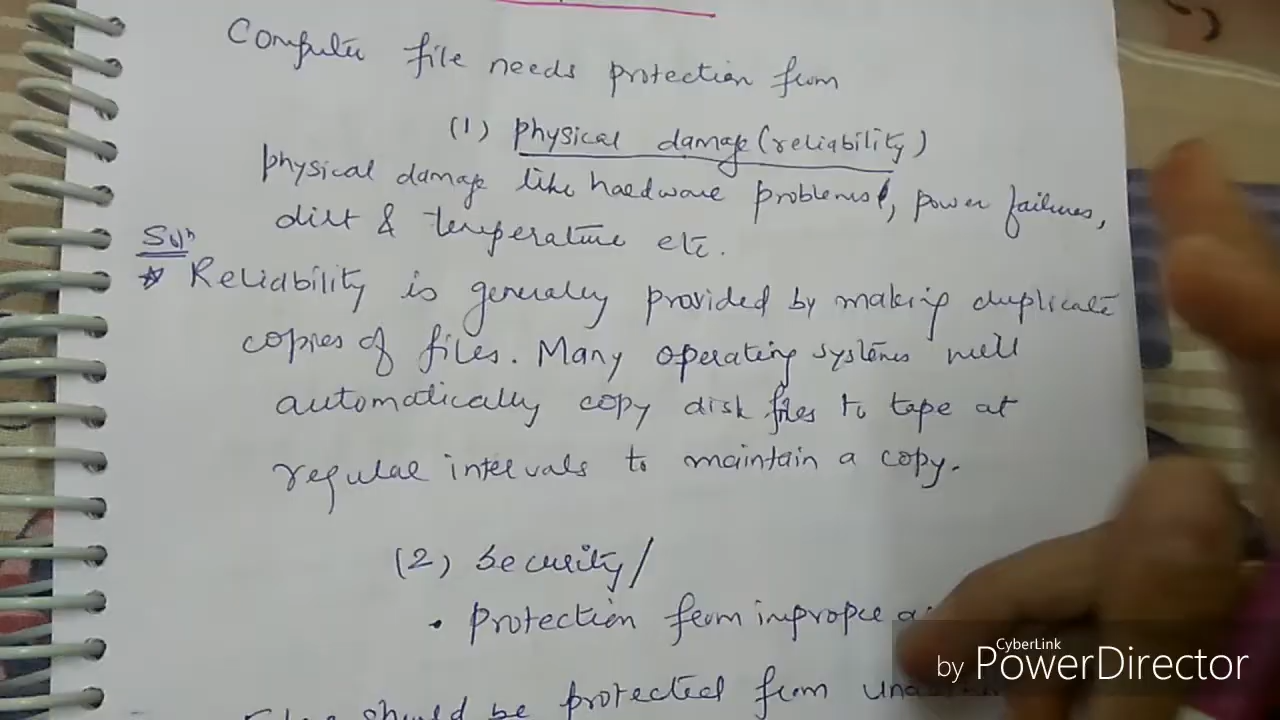 Computer file needs protection from
(1) physical damage (reliability)
physical damage like hardware problems, power failures,
dirt & temperature etc.
Soln
* Reliability is generally provided by making duplicate
copies of files. Many operating systems will
automatically copy disk files to tape at
regular intervals to maintain a copy.
(2) Security/
• protection from improper
should be protected from
CyberLink
by PowerDirector